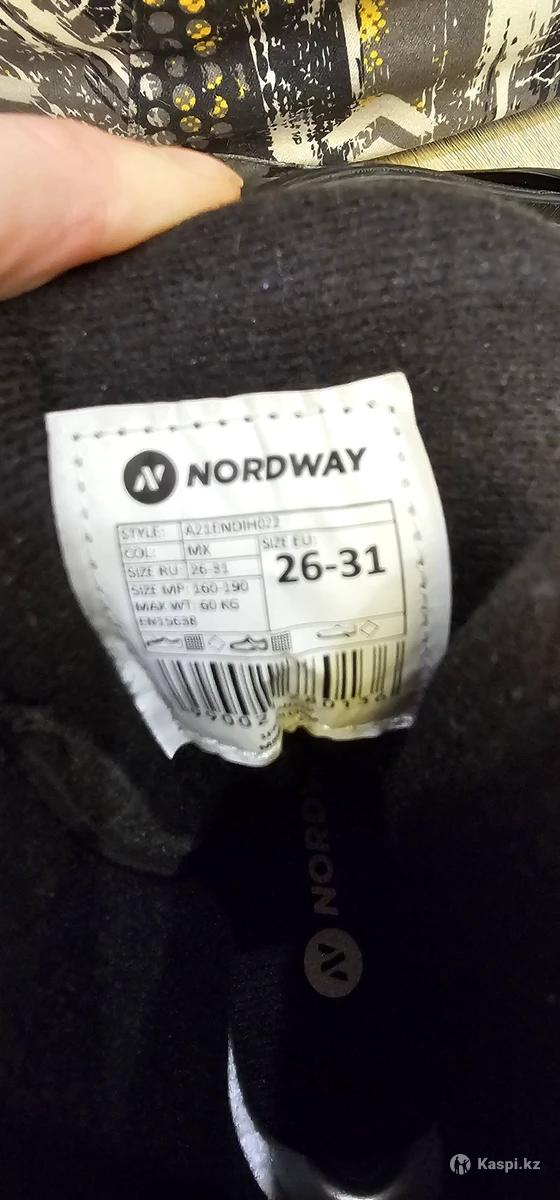 NORDWAY
STYLE: A21ENDIH022
COL: MX
SIZE EU:
26-31
SIZE RU: 26-31
SIZE MP: 160-190
MAX WT: 60 KG
EN15638
NORDW
Kaspi.kz